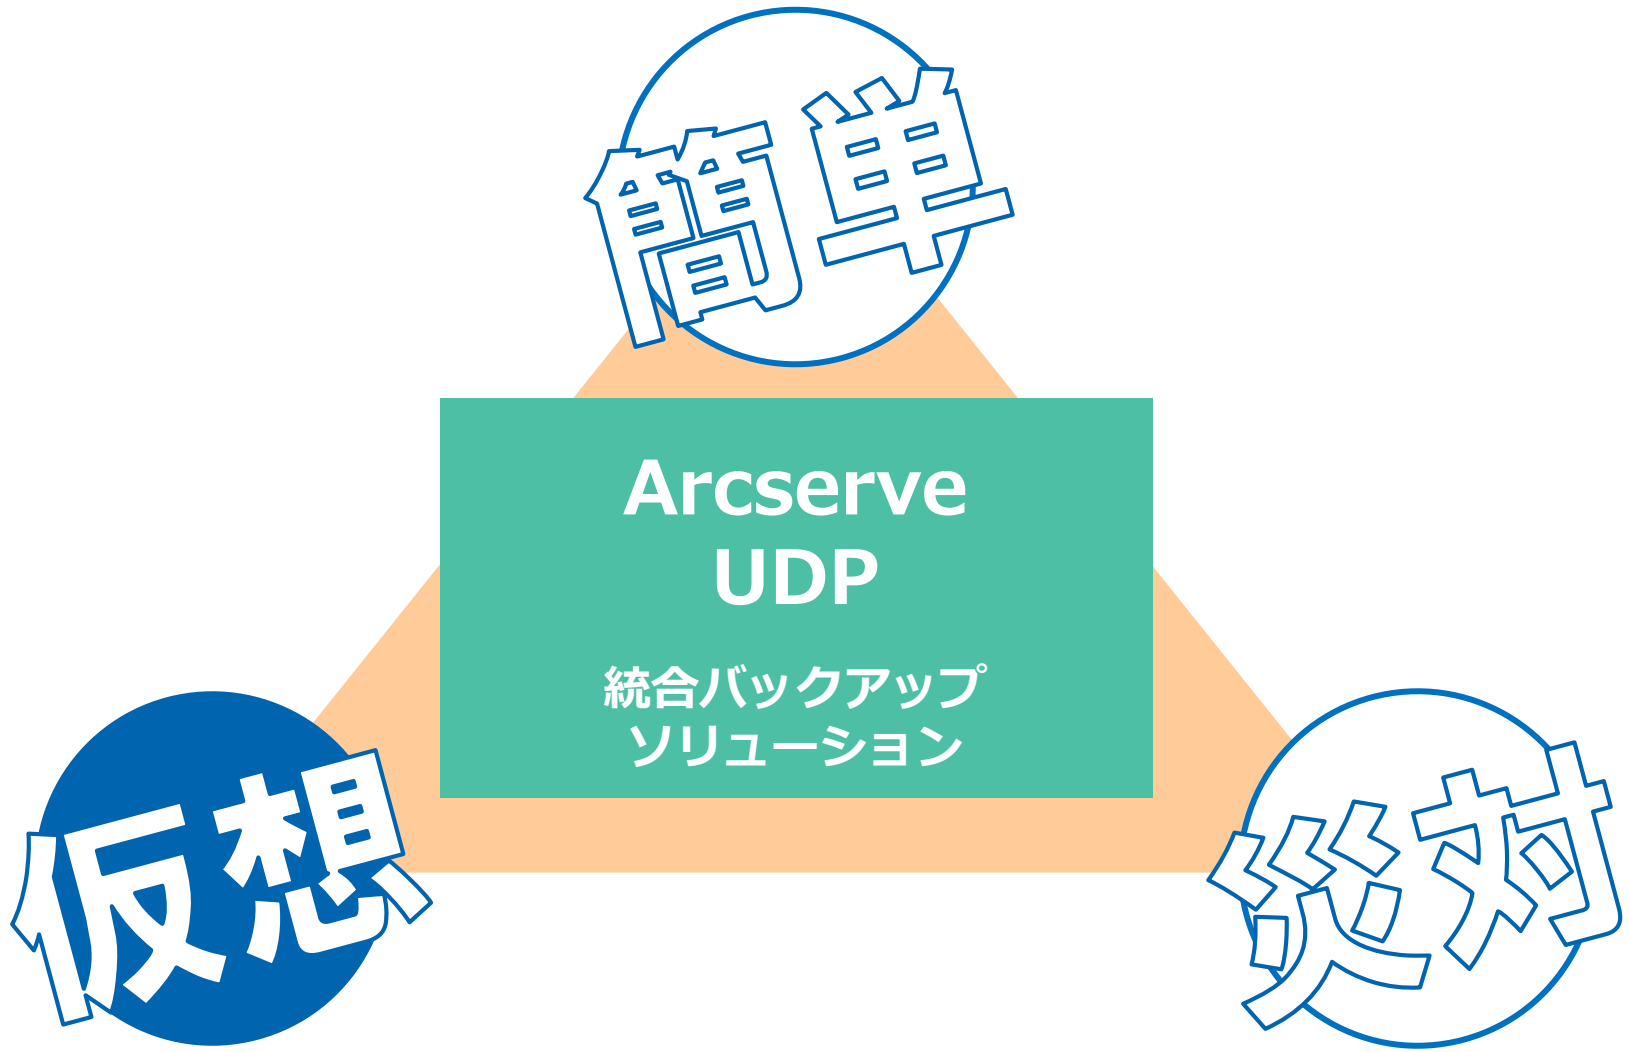 簡単
Arcserve
UDP
統合バックアップ
ソリューション
仮想
災対